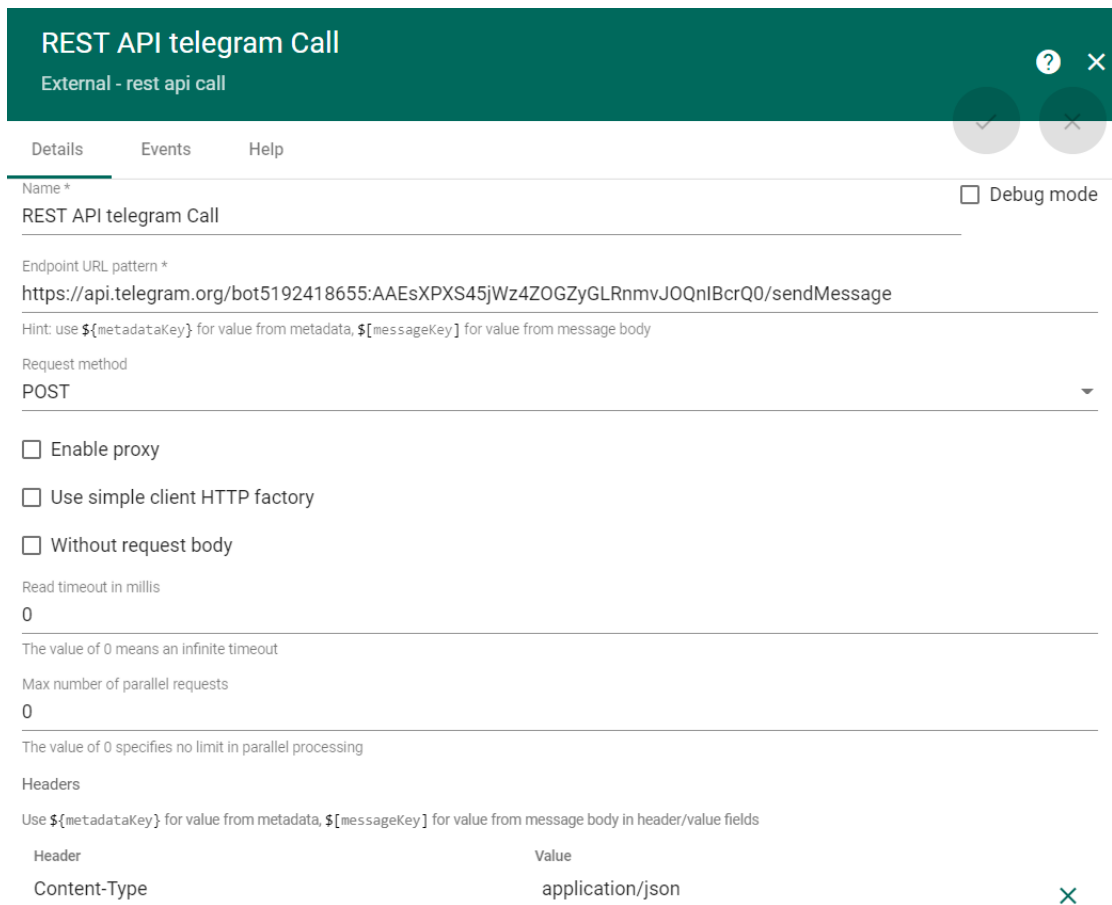 REST API telegram Call
External - rest api call
Details Events Help
Name *
REST API telegram Call
Debug mode
Endpoint URL pattern *
https://api.telegram.org/bot5192418655:AAEsXPXS45jWz4ZOGZyGLRnmvJOQnIBcrQ0/sendMessage
Hint: use ${metadataKey} for value from metadata, $[messageKey] for value from message body
Request method
POST
Enable proxy
Use simple client HTTP factory
Without request body
Read timeout in millis
0
The value of 0 means an infinite timeout
Max number of parallel requests
0
The value of 0 specifies no limit in parallel processing
Headers
Use ${metadataKey} for value from metadata, $[messageKey] for value from message body in header/value fields
Header Value
Content-Type application/json